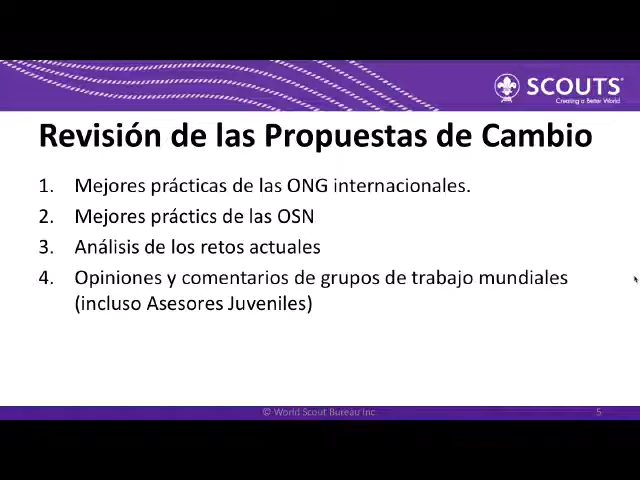 SCOUTS®
Creating a Better World
Revisión de las Propuestas de Cambio
1. Mejores prácticas de las ONG internacionales.
2. Mejores práctics de las OSN
3. Análisis de los retos actuales
4. Opiniones y comentarios de grupos de trabajo mundiales
(incluso Asesores Juveniles)
© World Scout Bureau Inc
5